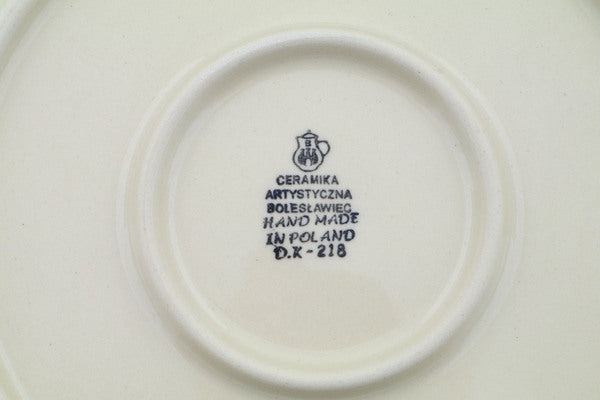 CERAMIKA
ARTYSTYCZNA
BOLESŁAWIEC
HAND MADE
IN POLAND
D.K - 218